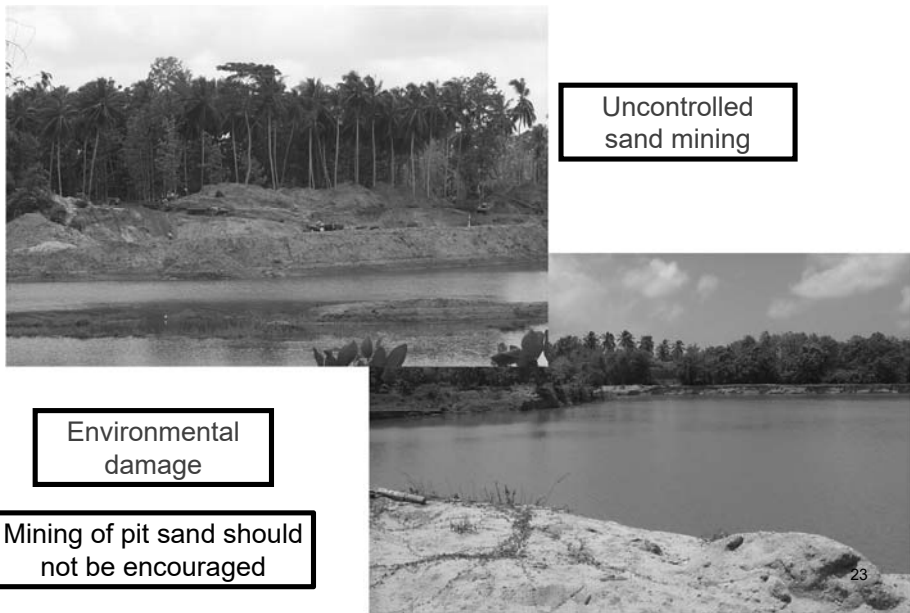 Uncontrolled
sand mining
Environmental
damage
Mining of pit sand should
not be encouraged
23